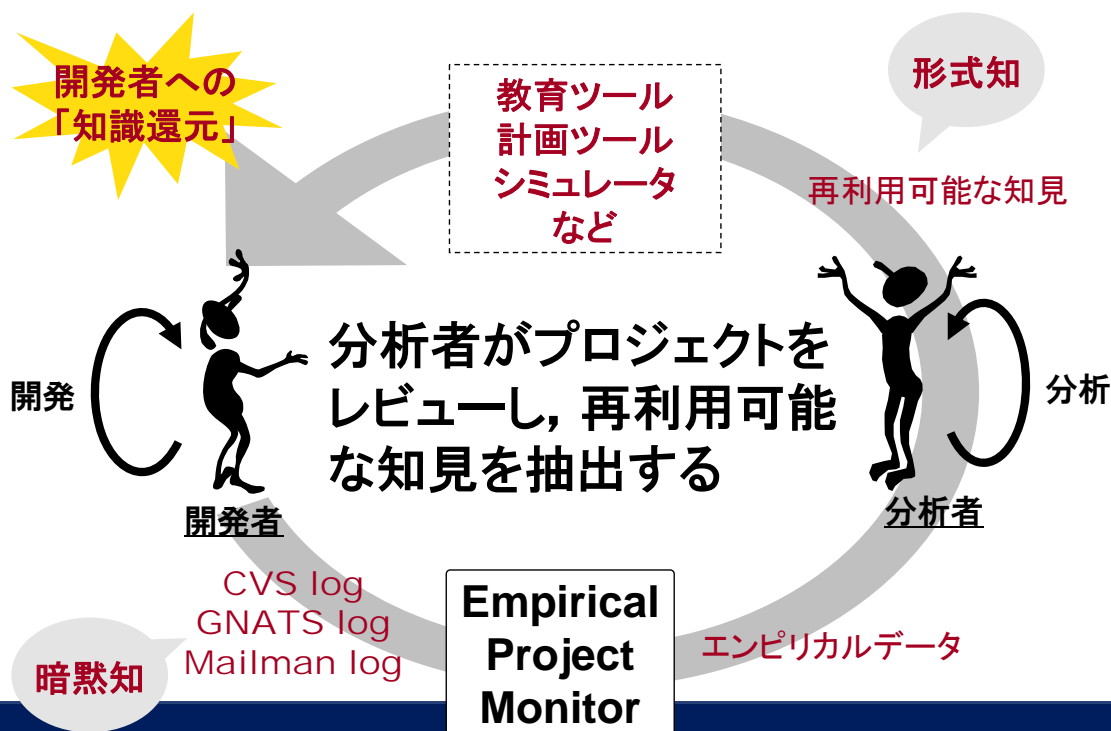 開発者への
「知識還元」
教育ツール
計画ツール
シミュレータ
など
形式知
再利用可能な知見
分析者がプロジェクトを
レビューし, 再利用可能
な知見を抽出する
開発
分析
開発者
分析者
CVS log
GNATS log
Mailman log
暗黙知
Empirical
Project
Monitor
エンピリカルデータ